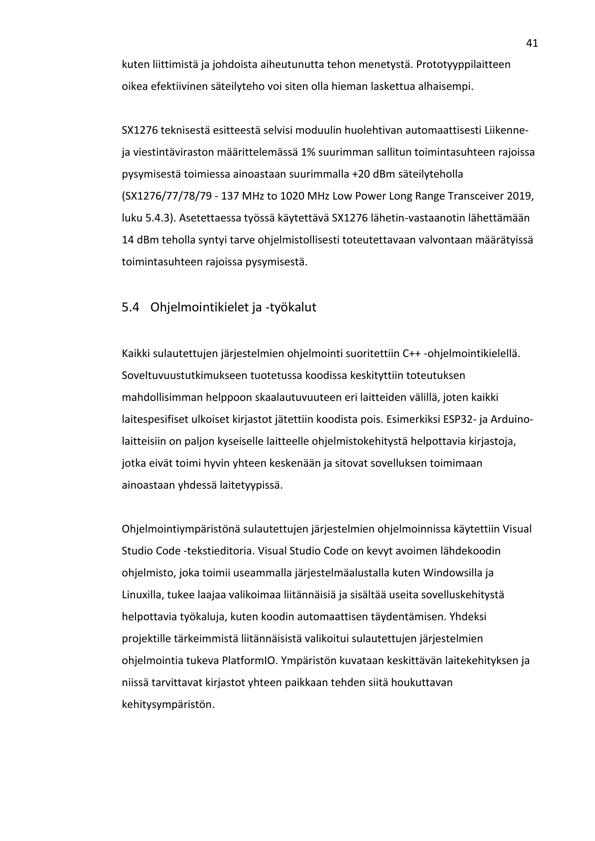 41
kuten liittimistä ja johdoista aiheutunutta tehon menetystä. Prototyyppilaitteen
oikea efektiivinen säteilyteho voi siten olla hieman laskettua alhaisempi.
SX1276 teknisestä esitteestä selvisi moduulin huolehtivan automaattisesti Liikenne-
ja viestintäviraston määrittelemässä 1% suurimman sallitun toimintasuhteen rajoissa
pysymisestä toimiessa ainoastaan suurimmalla +20 dBm säteilyteholla
(SX1276/77/78/79 - 137 MHz to 1020 MHz Low Power Long Range Transceiver 2019,
luku 5.4.3). Asetettaessa työssä käytettävä SX1276 lähetin-vastaanotin lähettämään
14 dBm teholla syntyi tarve ohjelmistollisesti toteutettavaan valvontaan määrätyissä
toimintasuhteen rajoissa pysymisestä.
5.4 Ohjelmointikielet ja -työkalut
Kaikki sulautettujen järjestelmien ohjelmointi suoritettiin C++ -ohjelmointikielellä.
Soveltuvuustutkimukseen tuotetussa koodissa keskityttiin toteutuksen
mahdollisimman helppoon skaalautuvuuteen eri laitteiden välillä, joten kaikki
laitespesifiset ulkoiset kirjastot jätettiin koodista pois. Esimerkiksi ESP32- ja Arduino-
laitteisiin on paljon kyseiselle laitteelle ohjelmistokehitystä helpottavia kirjastoja,
jotka eivät toimi hyvin yhteen keskenään ja sitovat sovelluksen toimimaan
ainoastaan yhdessä laitetyypissä.
Ohjelmointiympäristönä sulautettujen järjestelmien ohjelmoinnissa käytettiin Visual
Studio Code -tekstieditoria. Visual Studio Code on kevyt avoimen lähdekoodin
ohjelmisto, joka toimii useammalla järjestelmäalustalla kuten Windowsilla ja
Linuxilla, tukee laajaa valikoimaa liitännäisiä ja sisältää useita sovelluskehitystä
helpottavia työkaluja, kuten koodin automaattisen täydentämisen. Yhdeksi
projektille tärkeimmistä liitännäisistä valikoitui sulautettujen järjestelmien
ohjelmointia tukeva PlatformIO. Ympäristön kuvataan keskittävän laitekehityksen ja
niissä tarvittavat kirjastot yhteen paikkaan tehden siitä houkuttavan
kehitysympäristön.